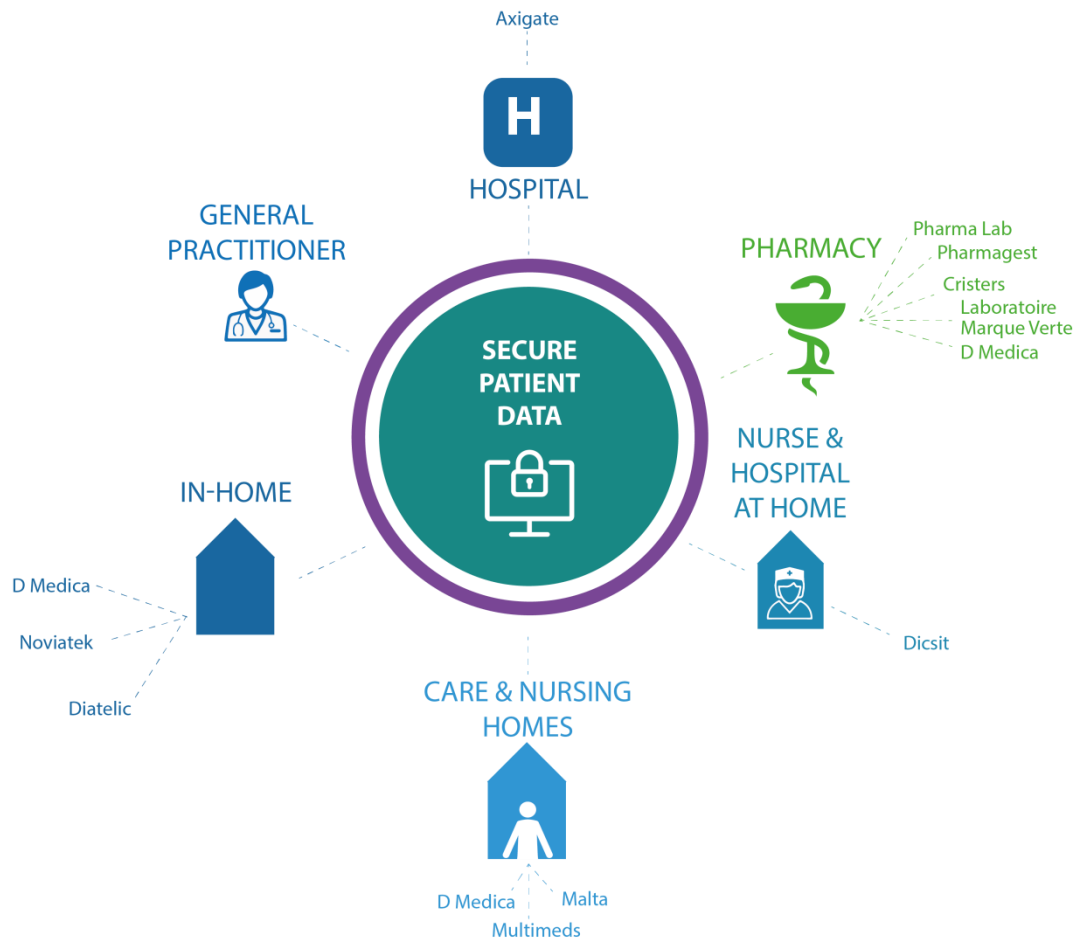 Axigate
H
HOSPITAL
GENERAL
PRACTITIONER
PHARMACY
Pharma Lab
Pharmagest
Cristers
Laboratoire
Marque Verte
D Medica
SECURE
PATIENT
DATA
NURSE &
HOSPITAL
AT HOME
IN-HOME
D Medica
Noviatek
Diatelic
Dicsit
CARE & NURSING
HOMES
D Medica
Malta
Multimeds